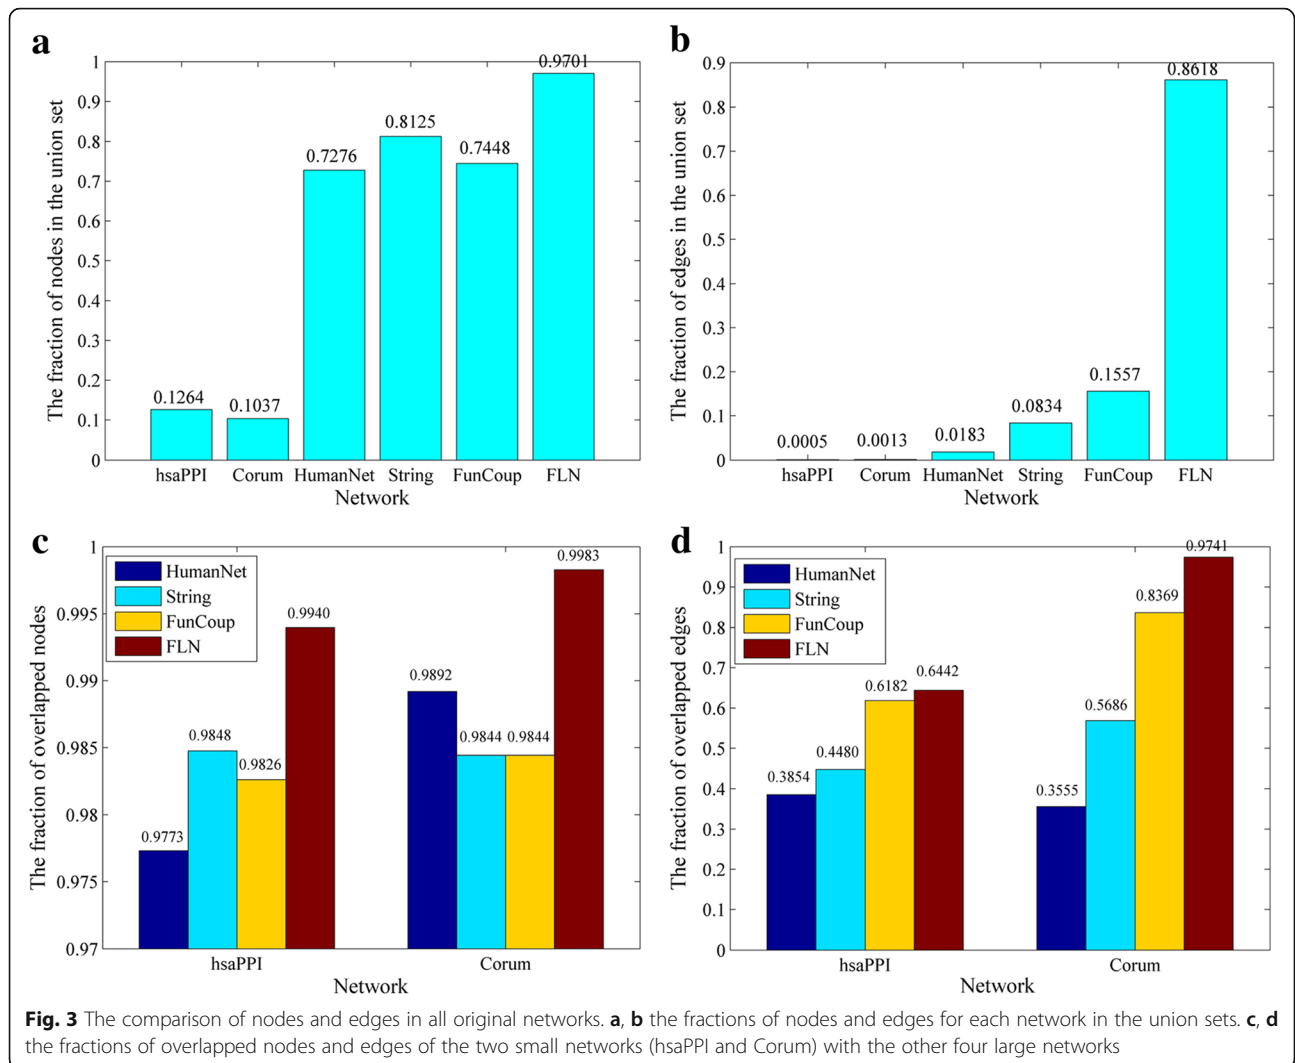 a
The fraction of nodes in the union set
1
0.9
0.8
0.7
0.6
0.5
0.4
0.3
0.2
0.1
0
0.1264
0.1037
0.7276
0.8125
0.7448
0.9701
hsaPPI Corum HumanNet String FunCoup FLN
Network
b
The fraction of edges in the union set
0.9
0.8
0.7
0.6
0.5
0.4
0.3
0.2
0.1
0
0.0005
0.0013
0.0183
0.0834
0.1557
0.8618
hsaPPI Corum HumanNet String FunCoup FLN
Network
c
The fraction of overlapped nodes
1
0.995
0.99
0.985
0.98
0.975
0.97
HumanNet
String
FunCoup
FLN
0.9773
0.9848
0.9826
0.9940
0.9892
0.9844
0.9844
0.9983
hsaPPI Corum
Network
d
The fraction of overlapped edges
1
0.9
0.8
0.7
0.6
0.5
0.4
0.3
0.2
0.1
0
HumanNet
String
FunCoup
FLN
0.3854
0.4480
0.6182
0.6442
0.3555
0.5686
0.8369
0.9741
hsaPPI Corum
Network
Fig. 3 The comparison of nodes and edges in all original networks. a, b the fractions of nodes and edges for each network in the union sets. c, d
the fractions of overlapped nodes and edges of the two small networks (hsaPPI and Corum) with the other four large networks